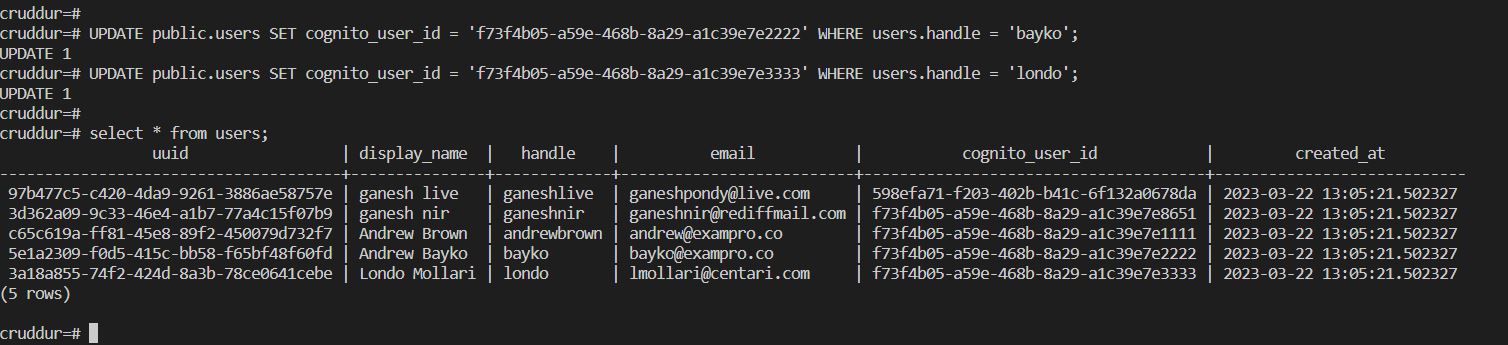 cruddur=#
cruddur=# UPDATE public.users SET cognito_user_id = 'f73f4b05-a59e-468b-8a29-a1c39e7e2222' WHERE users.handle = 'bayko';
UPDATE 1
cruddur=# UPDATE public.users SET cognito_user_id = 'f73f4b05-a59e-468b-8a29-a1c39e7e3333' WHERE users.handle = 'londo';
UPDATE 1
cruddur=#
cruddur=# select * from users;
                 uuid                 | display_name  |   handle    |          email          |           cognito_user_id            |         created_at
--------------------------------------+---------------+-------------+-------------------------+--------------------------------------+----------------------------
 97b477c5-c420-4da9-9261-3886ae58757e | ganesh live   | ganeshlive  | ganeshpondy@live.com    | 598efa71-f203-402b-b41c-6f132a0678da | 2023-03-22 13:05:21.502327
 3d362a09-9c33-46e4-a1b7-77a4c15f07b9 | ganesh nir    | ganeshnir   | ganeshnir@rediffmail.com | f73f4b05-a59e-468b-8a29-a1c39e7e8651 | 2023-03-22 13:05:21.502327
 c65c619a-ff81-45e8-89f2-450079d732f7 | Andrew Brown  | andrewbrown | andrew@exampro.co       | f73f4b05-a59e-468b-8a29-a1c39e7e1111 | 2023-03-22 13:05:21.502327
 5e1a2309-f0d5-415c-bb58-f65bf48f60fd | Andrew Bayko  | bayko       | bayko@exampro.co        | f73f4b05-a59e-468b-8a29-a1c39e7e2222 | 2023-03-22 13:05:21.502327
 3a18a855-74f2-424d-8a3b-78ce0641cebe | Londo Mollari | londo       | lmollari@centari.com    | f73f4b05-a59e-468b-8a29-a1c39e7e3333 | 2023-03-22 13:05:21.502327
(5 rows)
cruddur=#